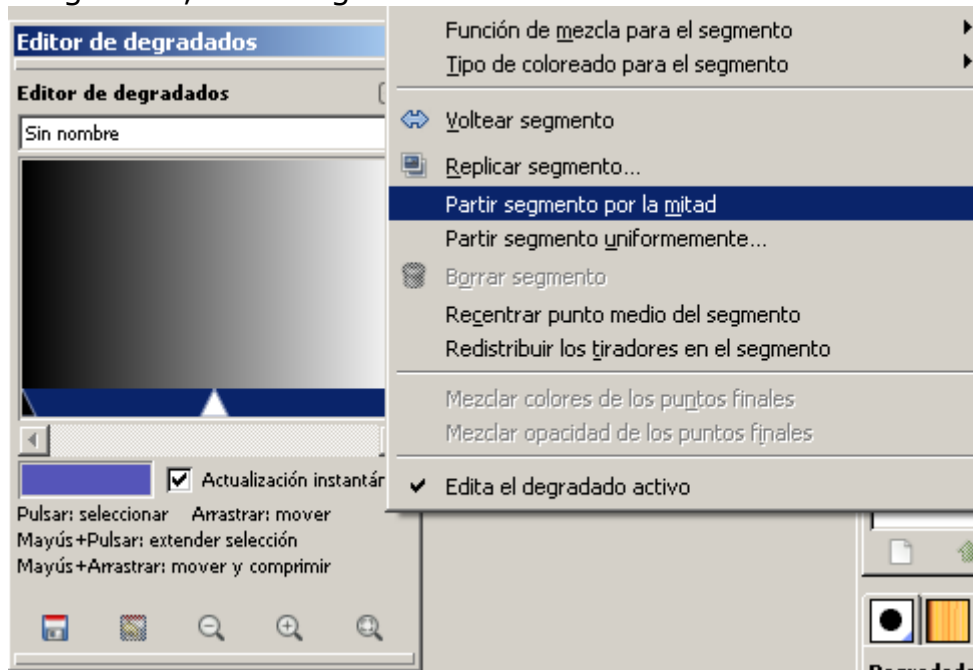 Editor de degradados
Editor de degradados
Sin nombre
Actualización instantán
Pulsar: seleccionar Arrastrar: mover
Mayús+Pulsar: extender selección
Mayús+Arrastrar: mover y comprimir
Función de mezcla para el segmento
Tipo de coloreado para el segmento
Voltear segmento
Replicar segmento...
Partir segmento por la mitad
Partir segmento uniformemente...
Borrar segmento
Recentrar punto medio del segmento
Redistribuir los tiradores en el segmento
Mezclar colores de los puntos finales
Mezclar opacidad de los puntos finales
Edita el degradado activo